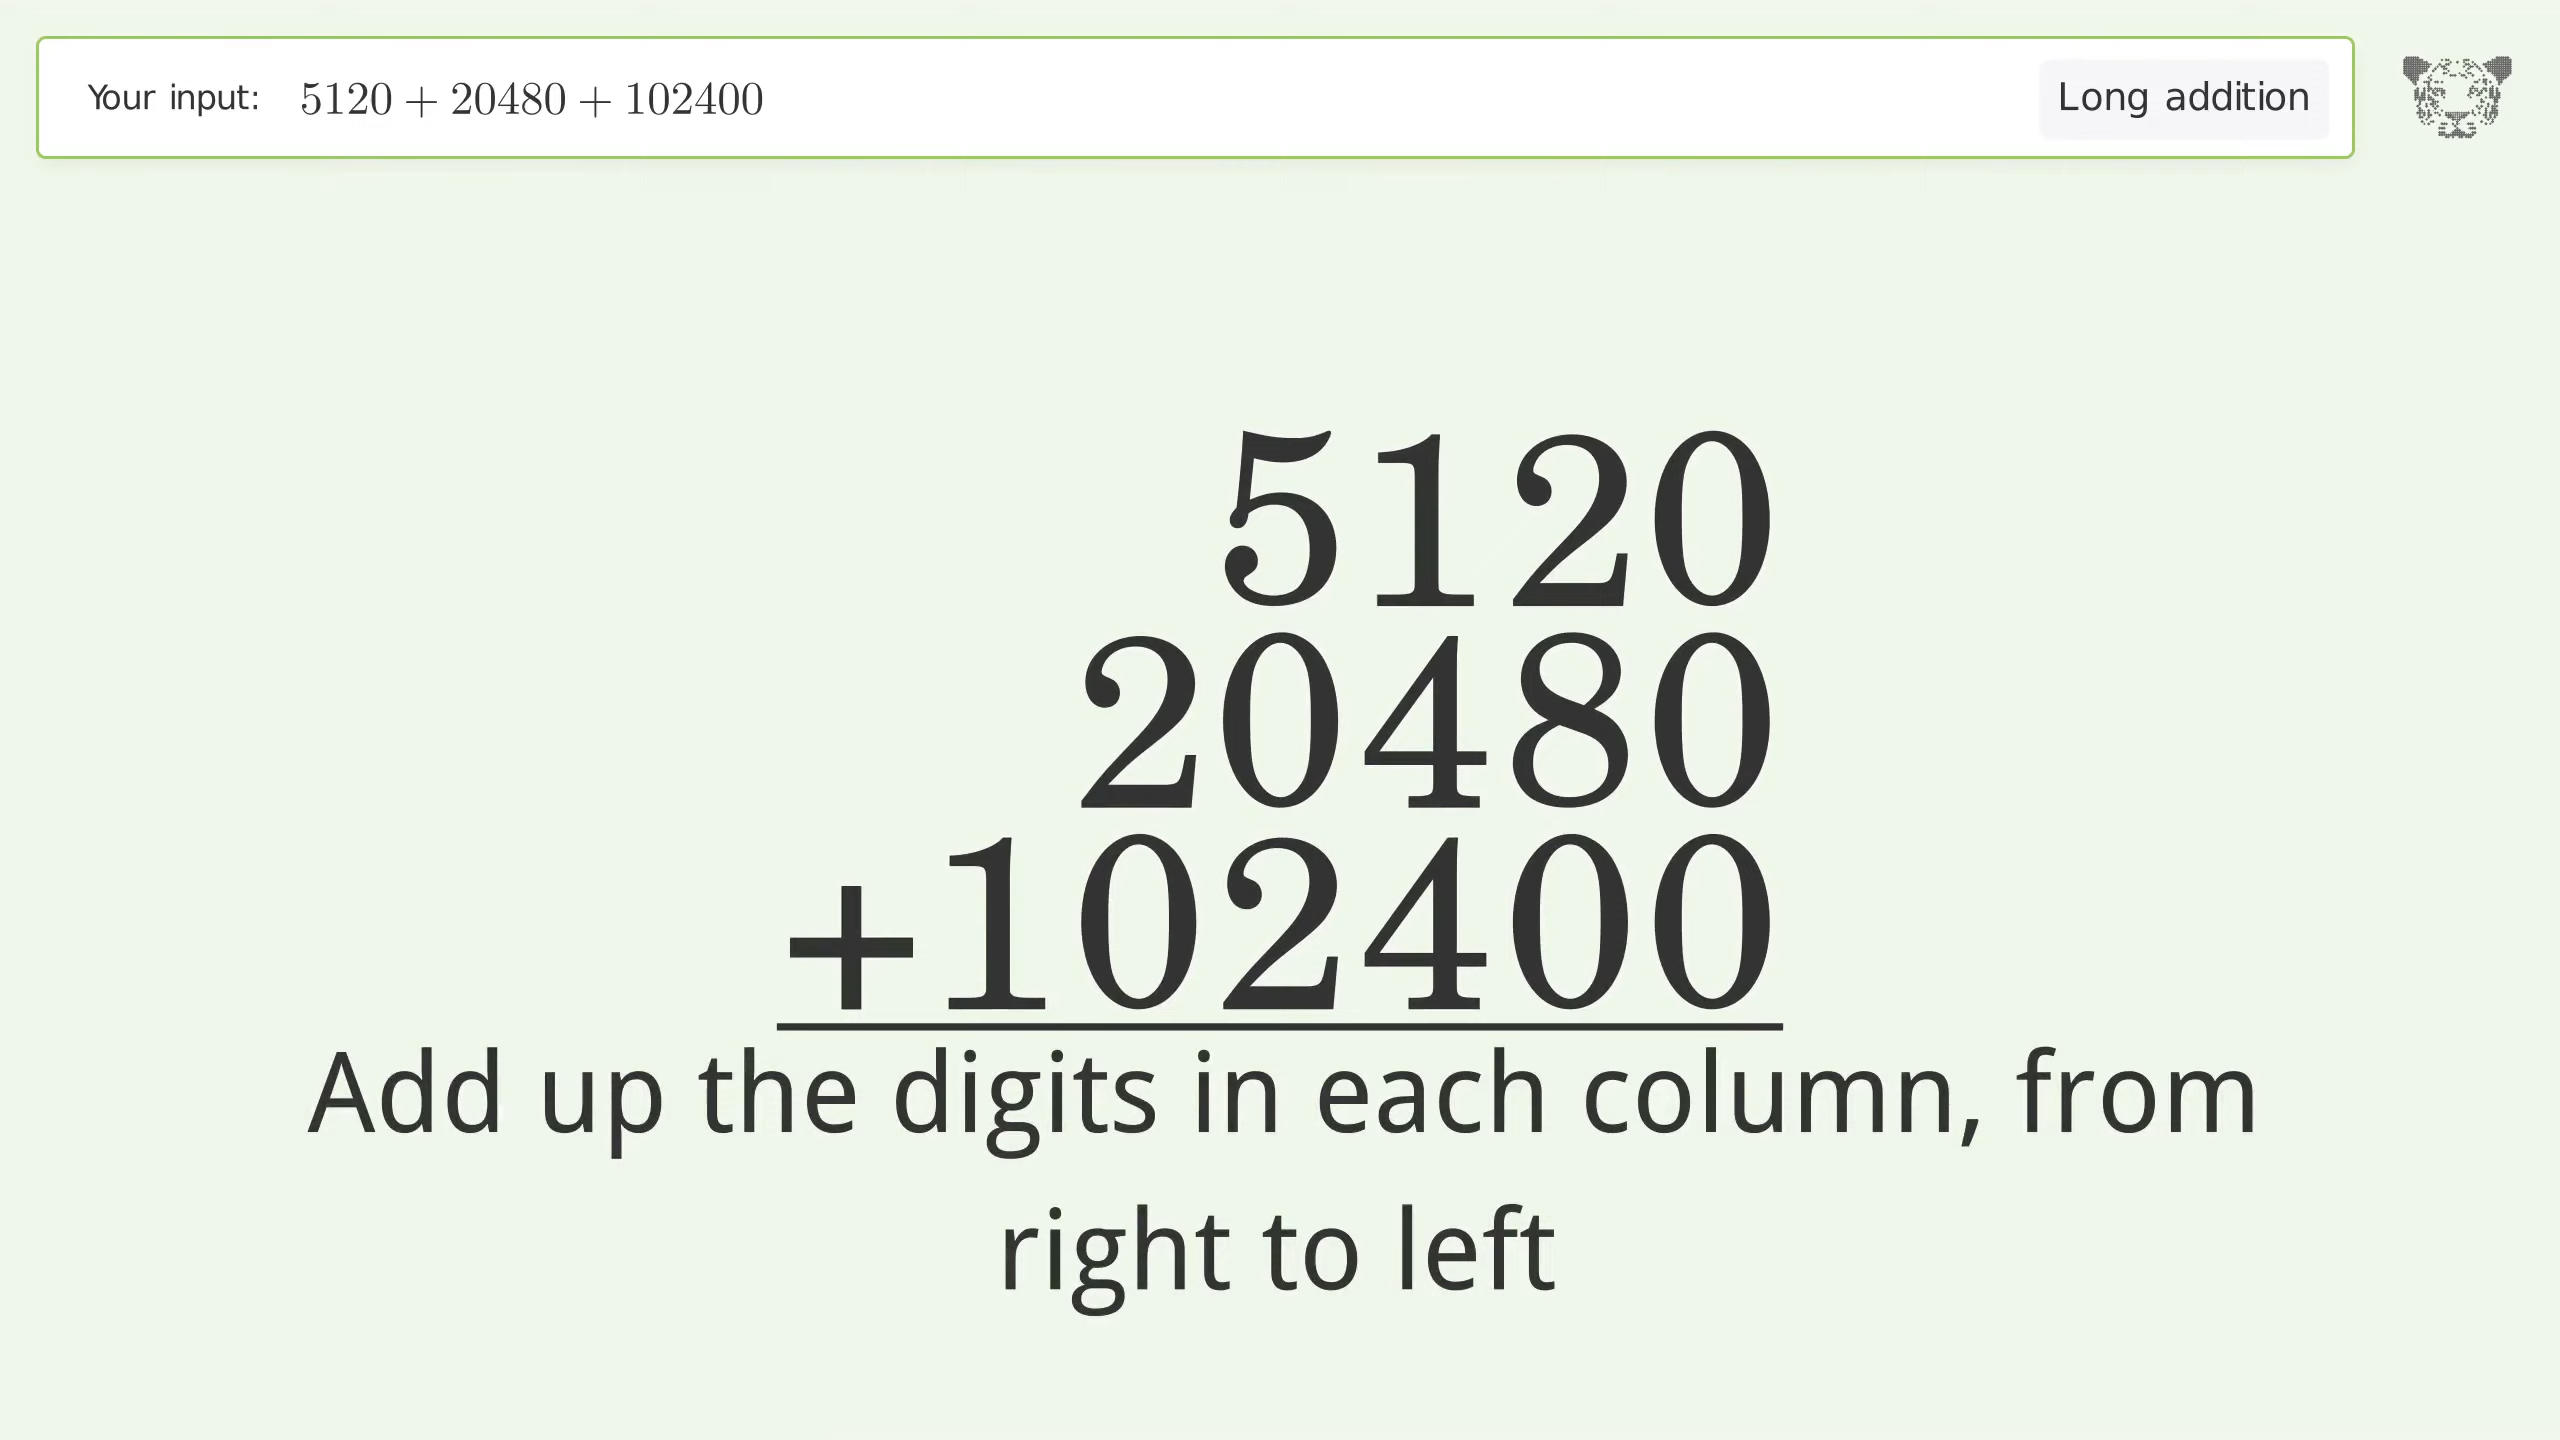 Your input: 5120 + 20480 + 102400 Long addition
5120
20480
+102400
Add up the digits in each column, from
right to left